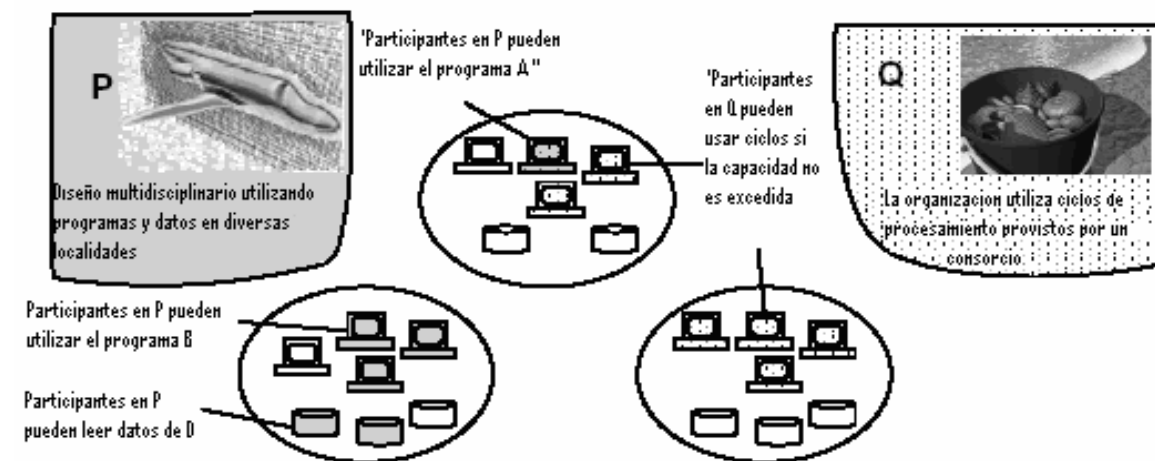 P
Diseño multidisciplinario utilizando
programas y datos en diversas
localidades
"Participantes en P pueden
utilizar el programa A"
"Participantes
en Q pueden
usar ciclos si
la capacidad no
es excedida
Q
La organizacion utiliza ciclos de
procesamiento provistos por un
consorcio
Participantes en P pueden
utilizar el programa B
Participantes en P
pueden leer datos de D